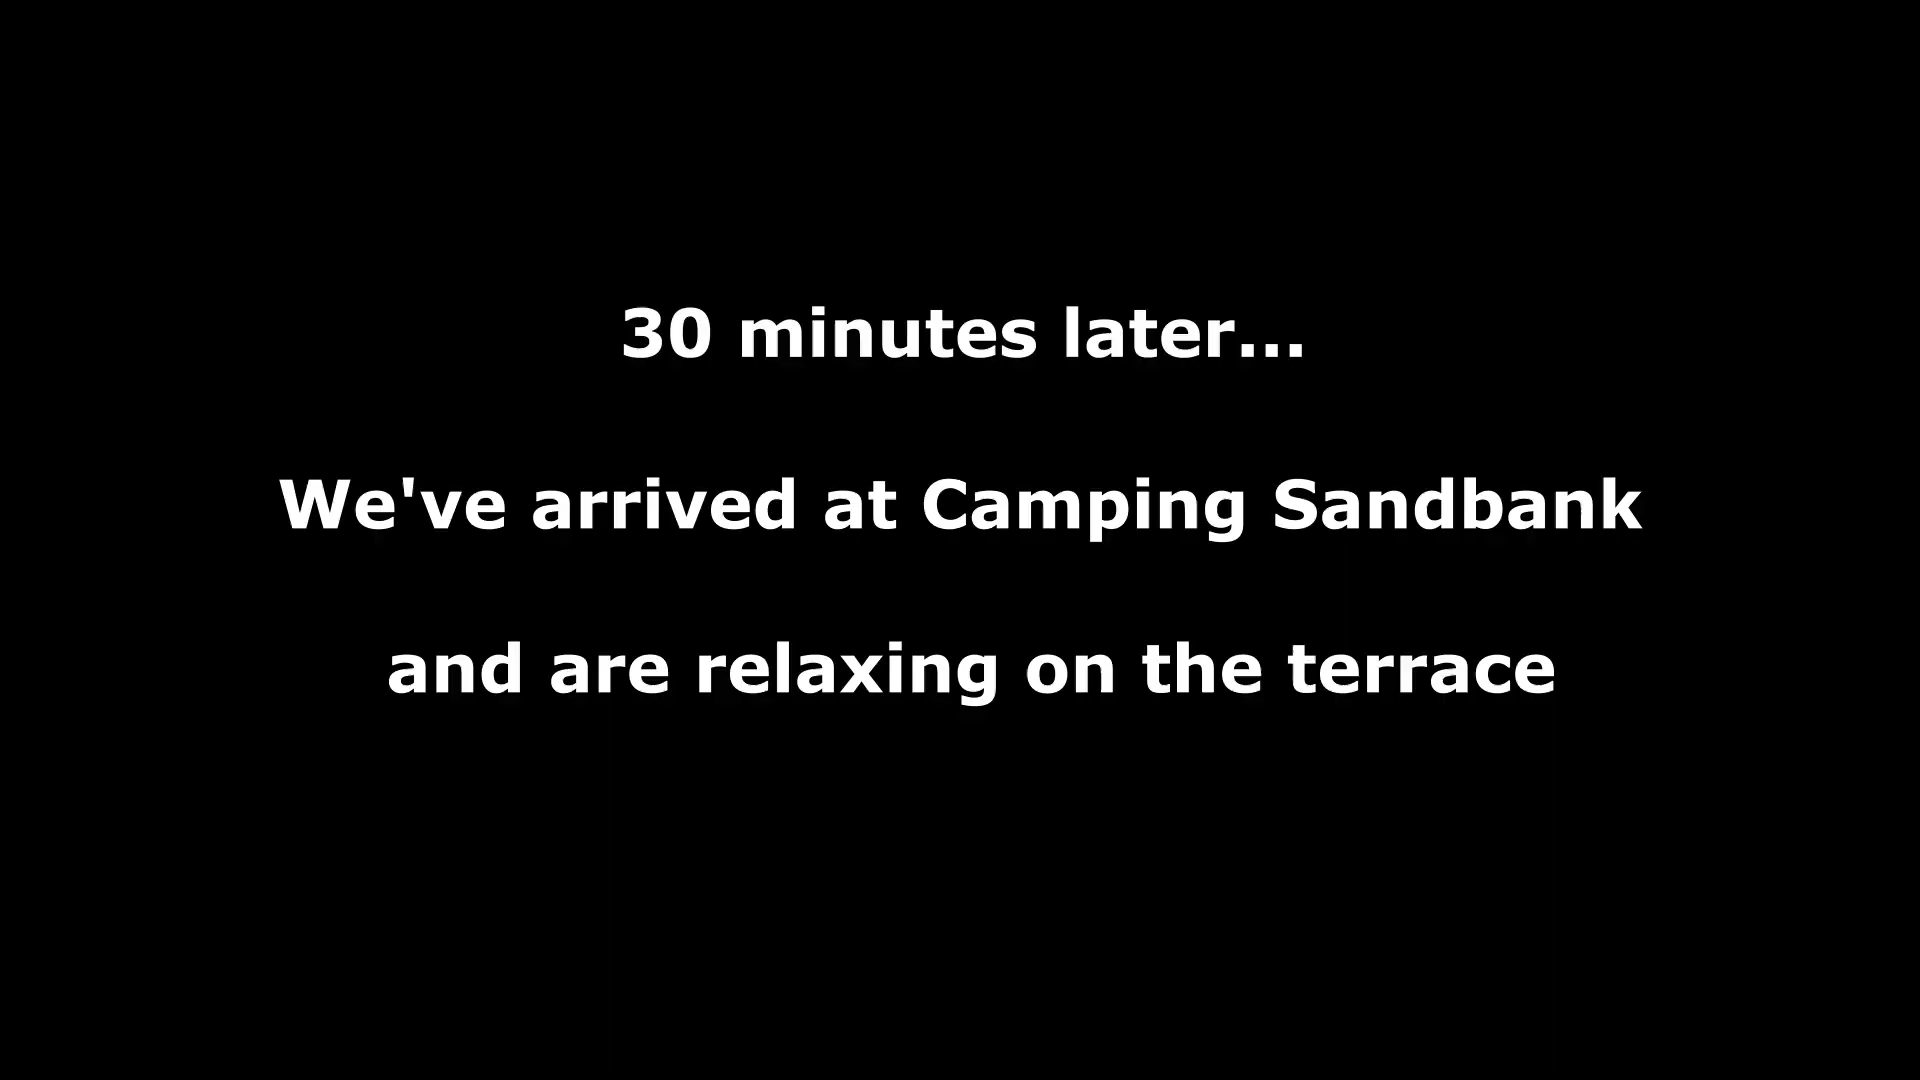 30 minutes later...
We've arrived at Camping Sandbank
and are relaxing on the terrace